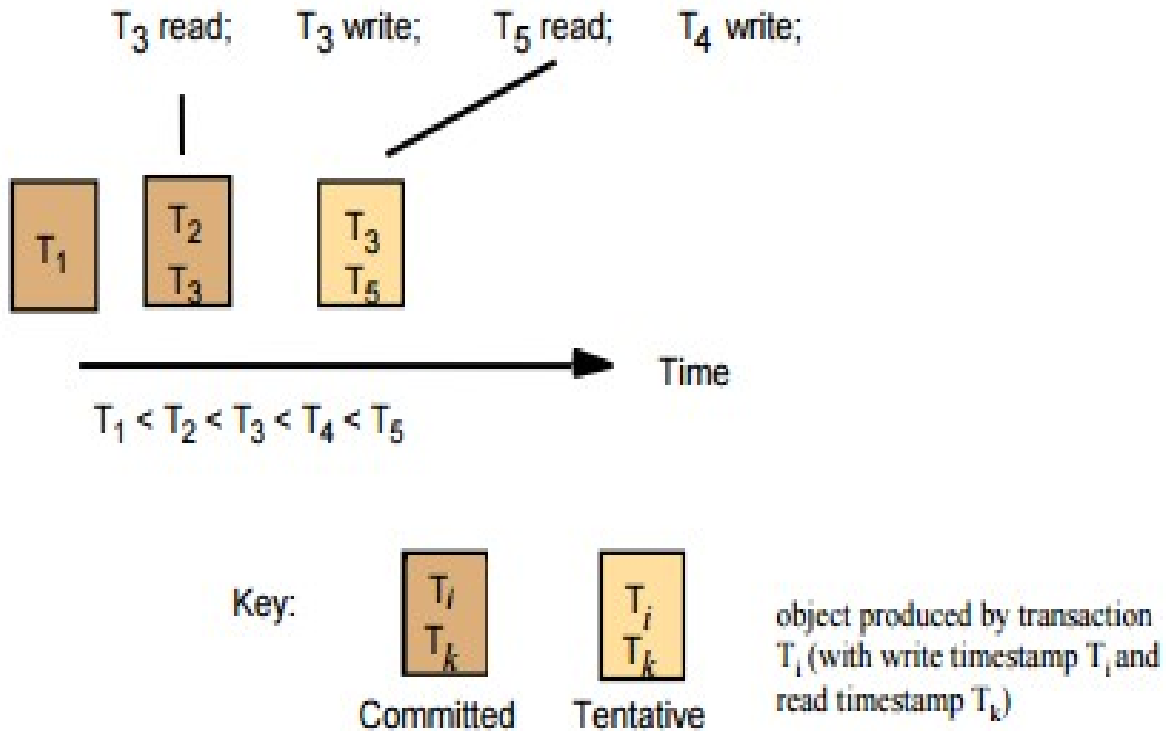 T3 read; T3 write; T5 read; T4 write;
T1
T2
T3
T3
T5
Time
T1 < T2 < T3 < T4 < T5
Key:
Ti
Tk
Committed
Ti
Tk
Tentative
object produced by transaction
Ti (with write timestamp Ti and
read timestamp Tk)